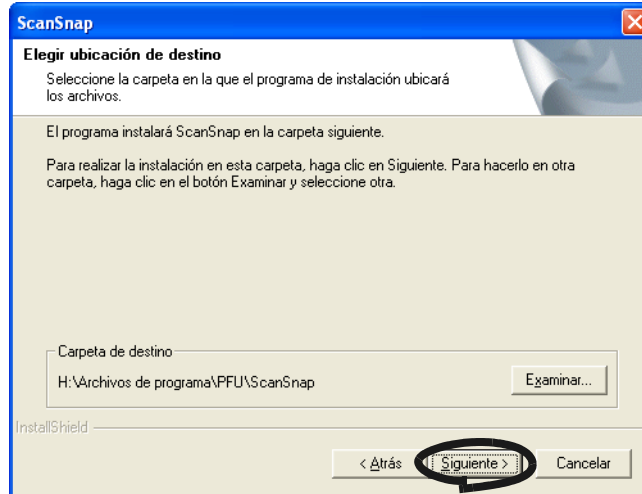 ScanSnap
Elegir ubicación de destino
Seleccione la carpeta en la que el programa de instalación ubicará
los archivos.
El programa instalará ScanSnap en la carpeta siguiente.
Para realizar la instalación en esta carpeta, haga clic en Siguiente. Para hacerlo en otra
carpeta, haga clic en el botón Examinar y seleccione otra.
Carpeta de destino
H:\Archivos de programa\PFU\ScanSnap
Examinar...
InstallShield
< Atrás Siguiente > Cancelar